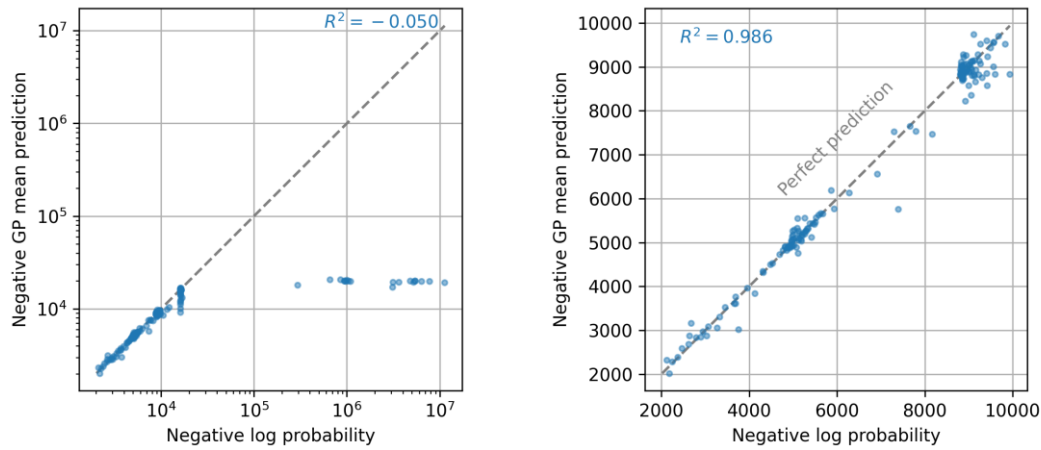 R² = −0.050
10⁷
10⁶
10⁵
10⁴
Negative GP mean prediction
10⁴ 10⁵ 10⁶ 10⁷
Negative log probability
R² = 0.986
Perfect prediction
10000
9000
8000
7000
6000
5000
4000
3000
2000
Negative GP mean prediction
2000 4000 6000 8000 10000
Negative log probability